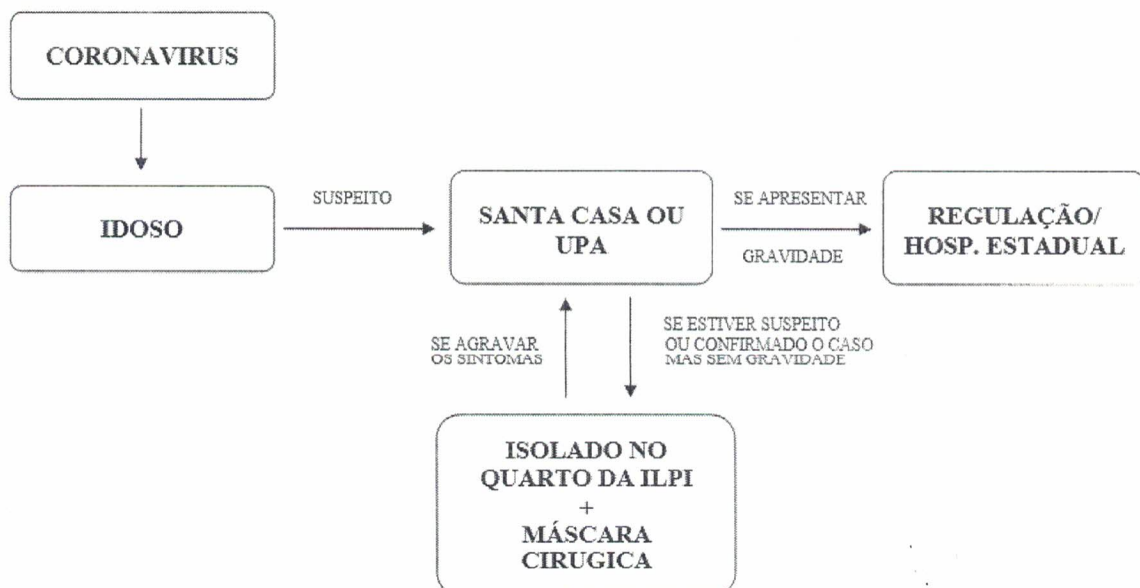 CORONAVIRUS
IDOSO
SUSPEITO
SANTA CASA OU
UPA
SE APRESENTAR
GRAVIDADE
REGULAÇÃO/
HOSP. ESTADUAL
SE AGRAVAR
OS SINTOMAS
SE ESTIVER SUSPEITO
OU CONFIRMADO O CASO
MAS SEM GRAVIDADE
ISOLADO NO
QUARTO DA ILPI
+
MÁSCARA
CIRUGICA